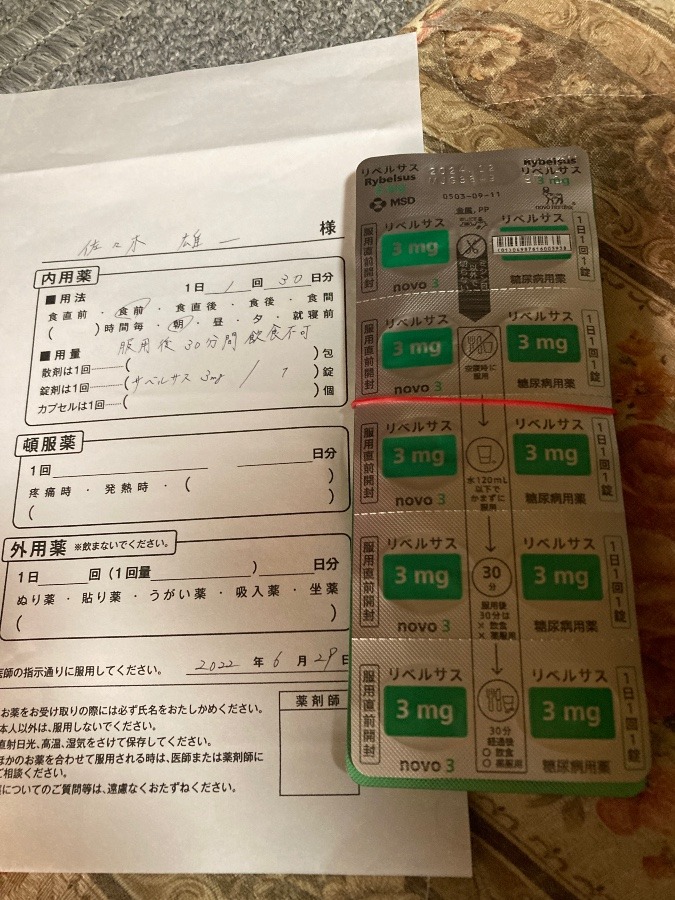 佐々木 雄一 様
内用薬
1日 1 回 30 日分
■用法
食直前・食前・食直後・食後・食間
( )時間毎・朝・昼・夕・就寝前
服用後30分間飲食不可
■用量
散剤は1回 ( )包
錠剤は1回 (リベルサス 3mg / 1 )錠
カプセルは1回 ( )個
頓服薬
1回 日分
疼痛時・発熱時・( )
( )
外用薬 ※飲まないでください。
1日 回(1回量 ) 日分
ぬり薬・貼り薬・うがい薬・吸入薬・坐薬
( )
医師の指示通りに服用してください。 2022 年 6 月 29 日
お薬をお受け取りの際には必ず氏名をおたしかめください。
本人以外は、服用しないでください。
直射日光、高温、湿気をさけて保存してください。
ほかのお薬を合わせて服用される時は、医師または薬剤師に
ご相談ください。
についてのご質問等は、遠慮なくおたずねください。
薬剤師
リベルサス
Rybelsus
3 mg
MSD
0503-09-11
金属, PP
Rybelsus
リベルサス
3 mg
novo nordisk
服用直前開封
リベルサス
3 mg
novo 3
糖尿病用薬
1日1回1錠
服用直前開封
リベルサス
3 mg
novo 3
空腹時に
服用
リベルサス
3 mg
糖尿病用薬
1日1回1錠
服用直前開封
リベルサス
3 mg
novo 3
水120mL
以下で
かまずに
服用
リベルサス
3 mg
糖尿病用薬
1日1回1錠
服用直前開封
リベルサス
3 mg
novo 3
30
分
服用後
30分は
× 飲食
× 薬服用
リベルサス
3 mg
糖尿病用薬
1日1回1錠
服用直前開封
リベルサス
3 mg
novo 3
30分
経過後
○ 飲食
○ 薬服用
リベルサス
3 mg
糖尿病用薬
1日1回1錠